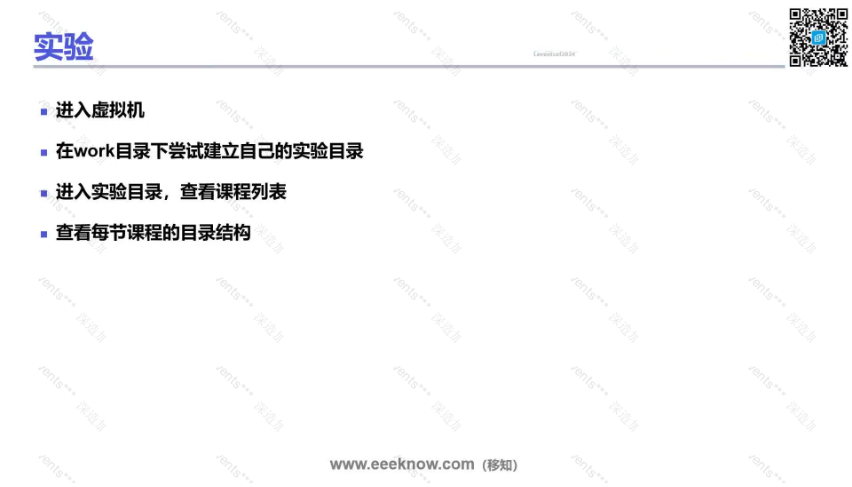 实验
进入虚拟机
在work目录下尝试建立自己的实验目录
进入实验目录，查看课程列表
查看每节课程的目录结构
www.eeeknow.com（移知）